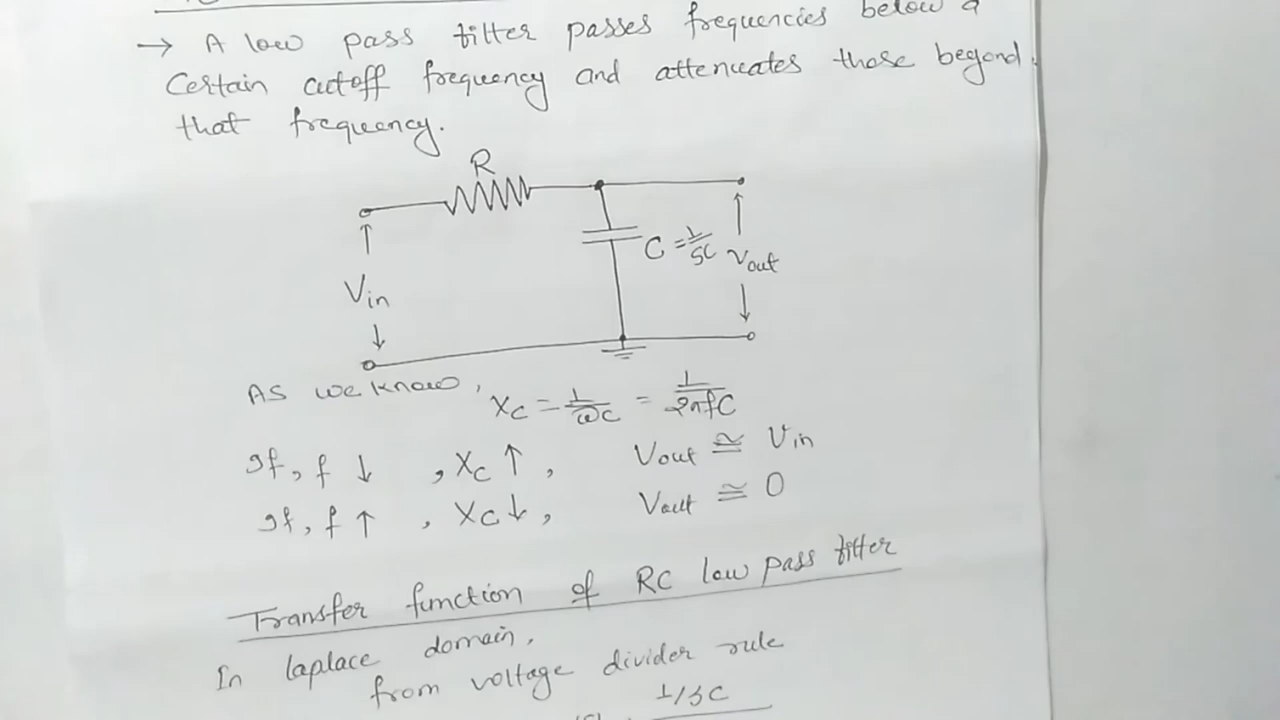 → A low pass filter passes frequencies below a
Certain cutoff frequency and attenuates those beyond
that frequency.
R
C = 1/SC
Vin
Vout
As we know,
XC = 1/ωC = 1/2πfC
If, f ↓ , XC ↑ , Vout ≅ Vin
If, f ↑ , XC ↓ , Vout ≅ 0
Transfer function of RC low pass filter
In laplace domain,
from voltage divider rule
1/SC